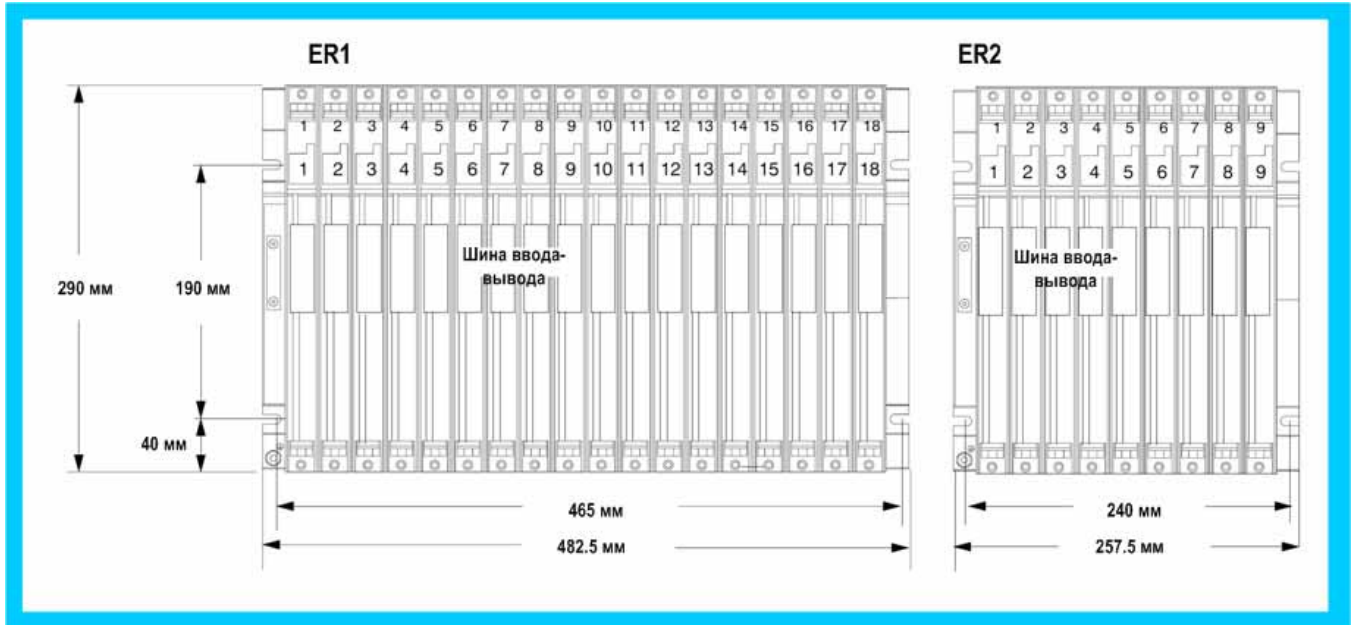 ER1
ER2
1 2 3 4 5 6 7 8 9 10 11 12 13 14 15 16 17 18
1 2 3 4 5 6 7 8 9
1 2 3 4 5 6 7 8 9 10 11 12 13 14 15 16 17 18
1 2 3 4 5 6 7 8 9
Шина ввода-
вывода
Шина ввода-
вывода
290 мм
190 мм
40 мм
465 мм
240 мм
482.5 мм
257.5 мм